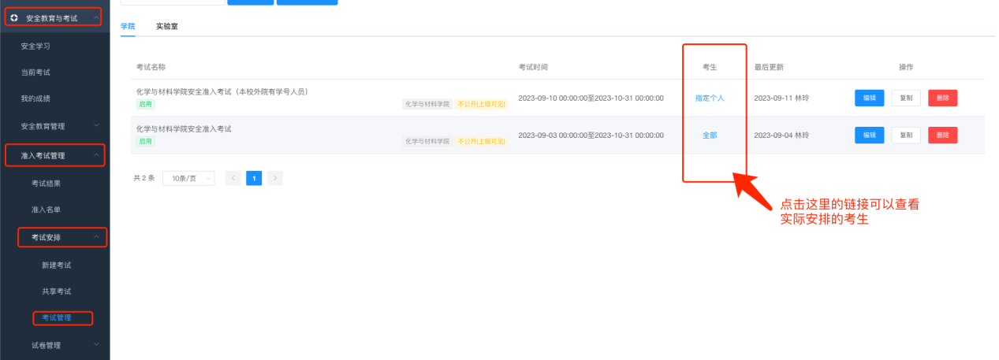 安全教育与考试
安全学习
当前考试
我的成绩
安全教育管理
准入考试管理
考试结果
准入名单
考试安排
新建考试
共享考试
考试管理
试卷管理
学院 实验室
考试名称 考试时间 考生 最后更新 操作
化学与材料学院安全准入考试（本校外院有学号人员）
启用 化学与材料学院 不公开(上级可见) 2023-09-10 00:00:00至2023-10-31 00:00:00 指定个人 2023-09-11 林玲 编辑 复制 删除
化学与材料学院安全准入考试
启用 化学与材料学院 不公开(上级可见) 2023-09-03 00:00:00至2023-10-31 00:00:00 全部 2023-09-04 林玲 编辑 复制 删除
共 2 条 10条/页 < 1 >
点击这里的链接可以查看
实际安排的考生